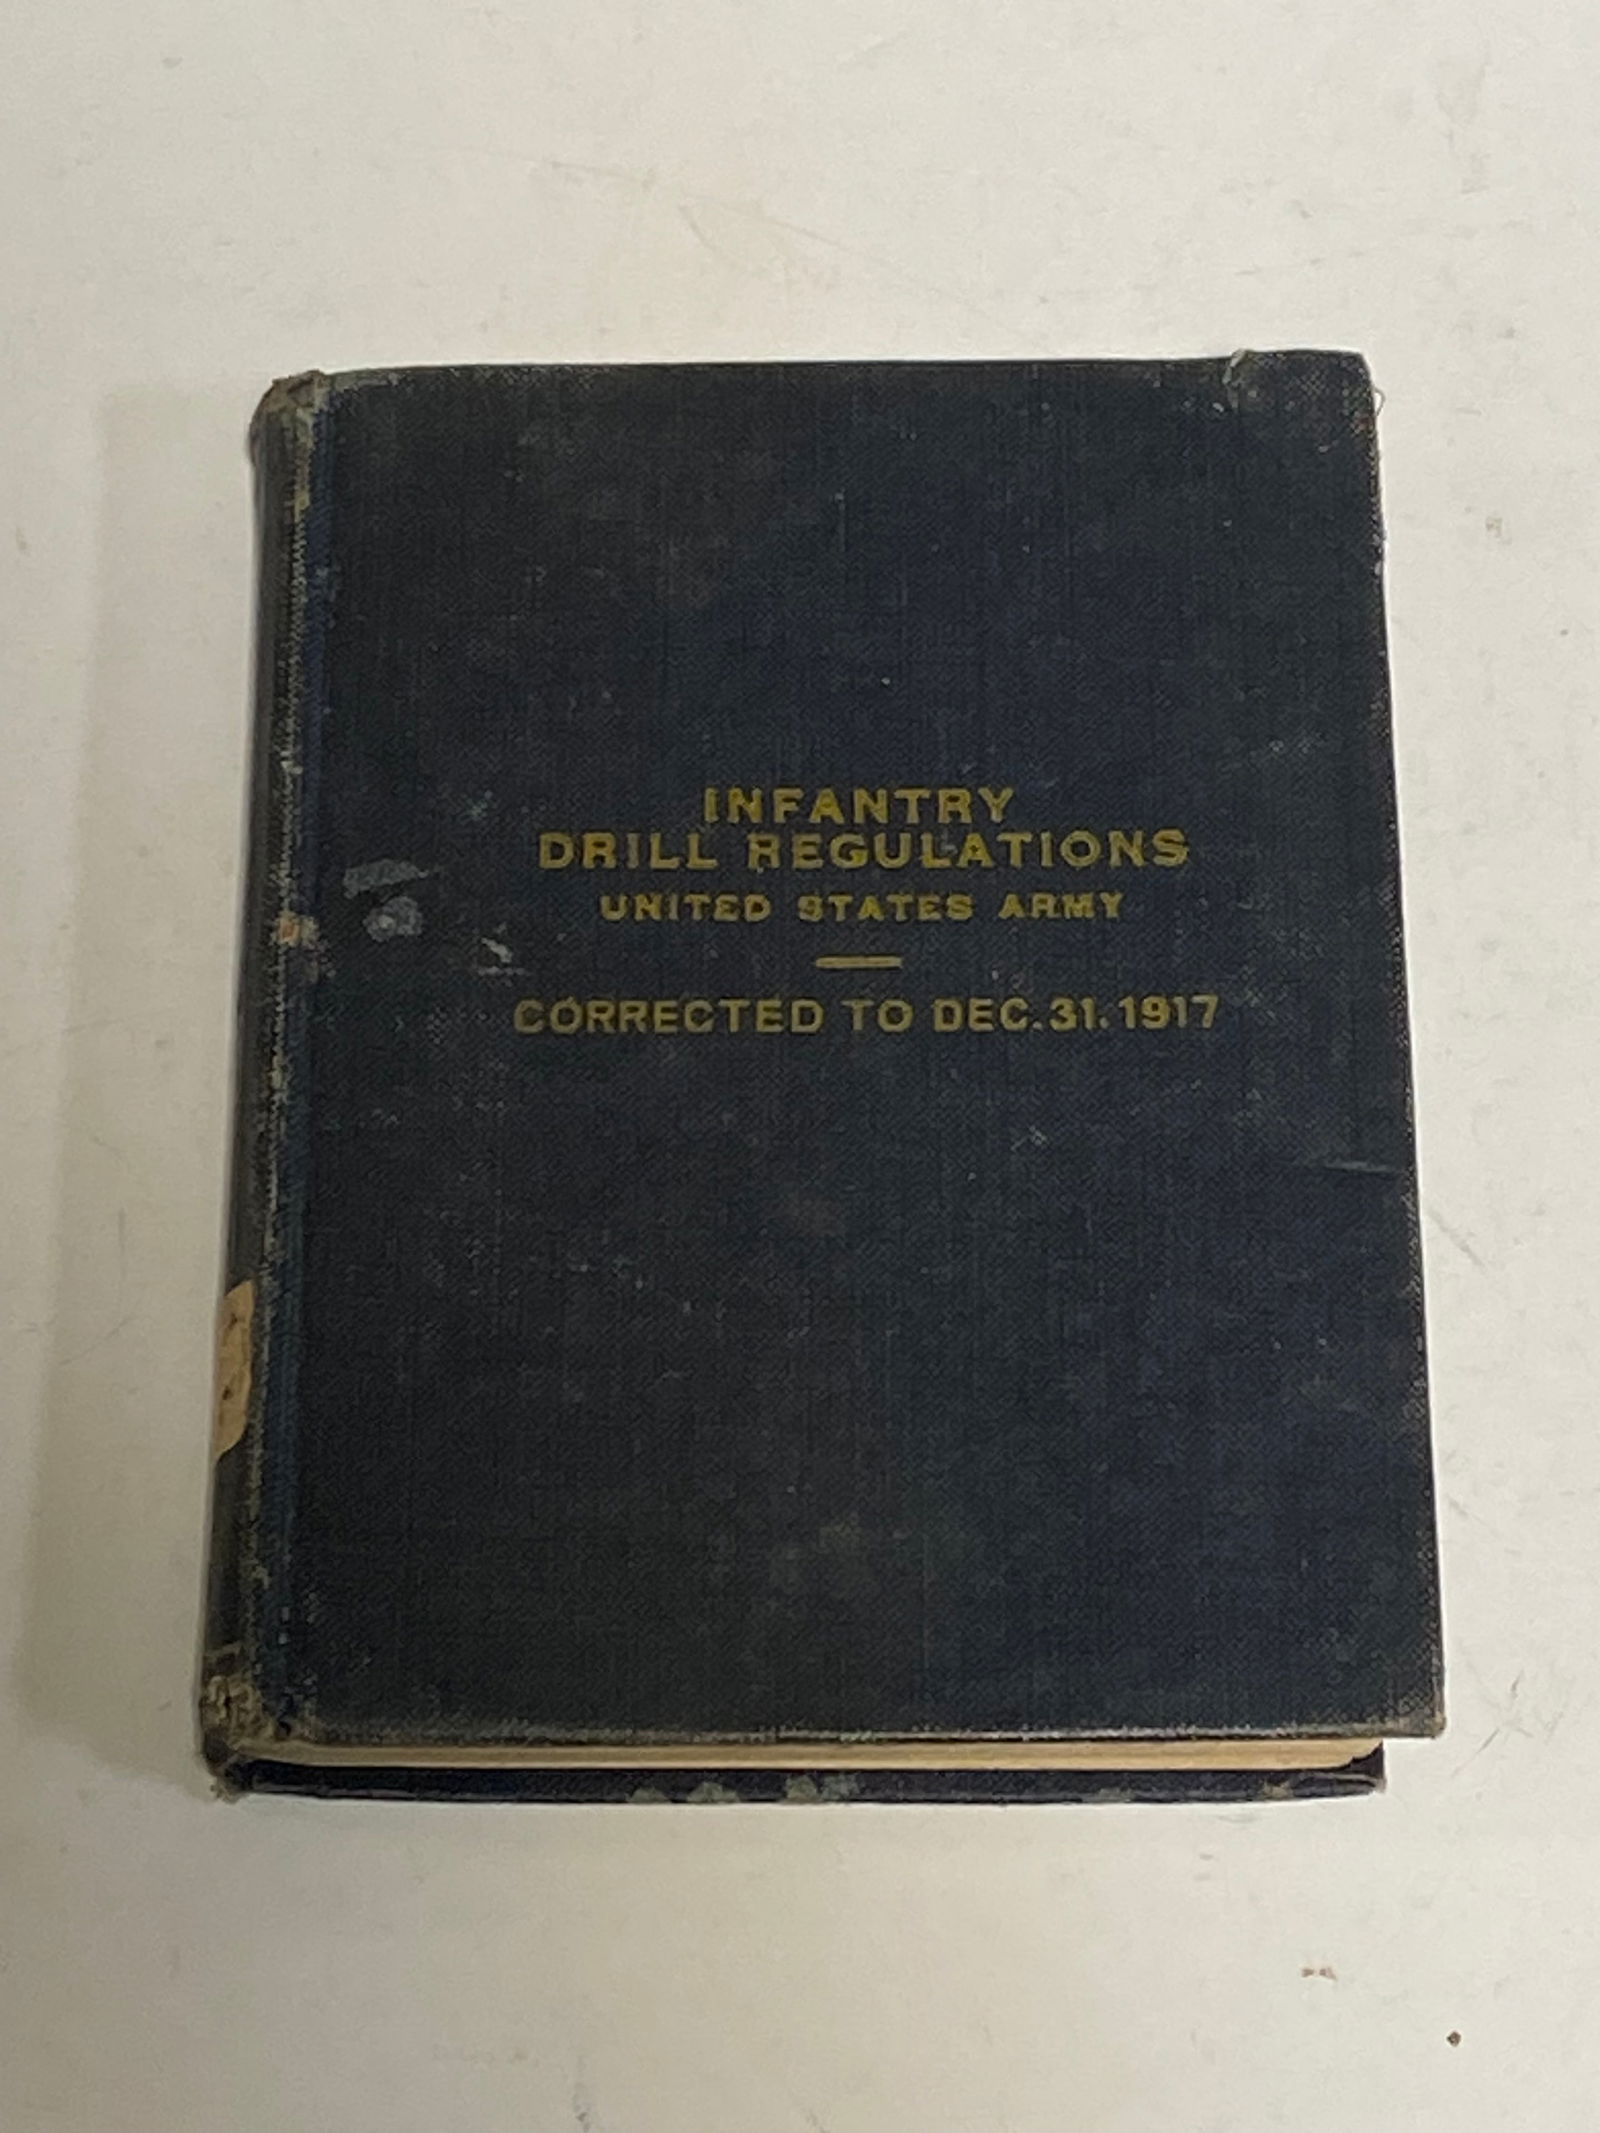 INFANTRY
DRILL REGULATIONS
UNITED STATES ARMY
CORRECTED TO DEC.31.1917